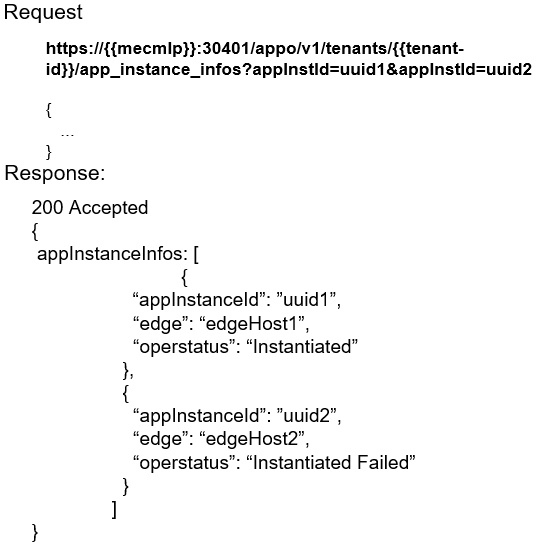 Request
https://{{mecmIp}}:30401/appo/v1/tenants/{{tenant-
id}}/app_instance_infos?appInstId=uuid1&appInstId=uuid2
{
...
}
Response:
200 Accepted
{
appInstanceInfos: [
{
“appInstanceId”: ”uuid1”,
“edge”: “edgeHost1”,
“operstatus”: “Instantiated”
},
{
“appInstanceId”: ”uuid2”,
“edge”: “edgeHost2”,
“operstatus”: “Instantiated Failed”
}
]
}